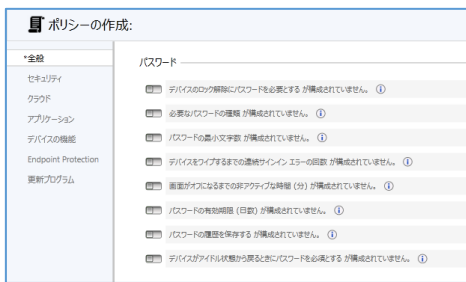 ポリシーの作成:
*全般
セキュリティ
クラウド
アプリケーション
デバイスの機能
Endpoint Protection
更新プログラム
パスワード
デバイスのロック解除にパスワードを必要とする が構成されていません。
必要なパスワードの種類 が構成されていません。
パスワードの最小文字数 が構成されていません。
デバイスをワイプするまでの連続サインイン エラーの回数 が構成されていません。
画面がオフになるまでの非アクティブな時間 (分) が構成されていません。
パスワードの有効期限 (日数) が構成されていません。
パスワードの履歴を保存する が構成されていません。
デバイスがアイドル状態から戻るときにパスワードを必須とする が構成されていません。